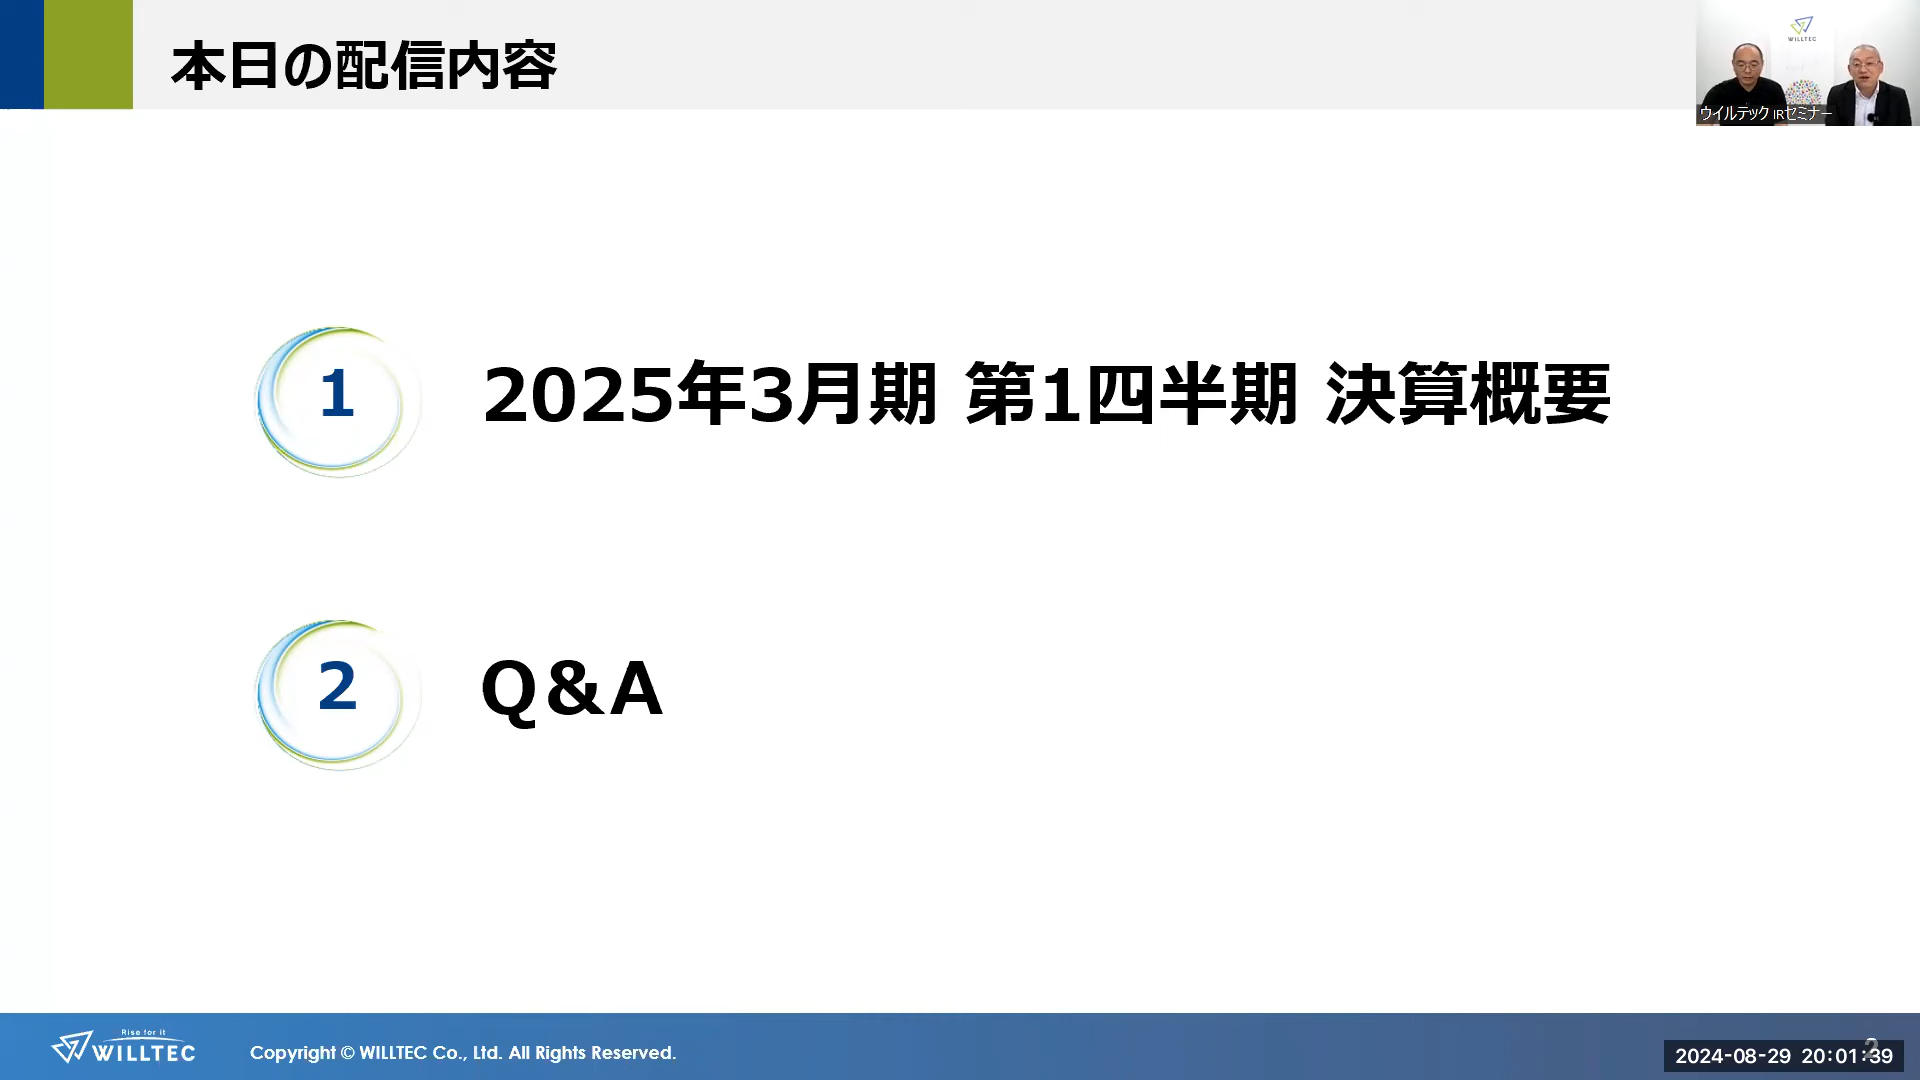 本日の配信内容
WILLTEC
ウイルテック IRセミナー
1
2025年3月期 第1四半期 決算概要
2
Q&A
Rise for it
WILLTEC
Copyright © WILLTEC Co., Ltd. All Rights Reserved.
2
2024-08-29 20:01:39